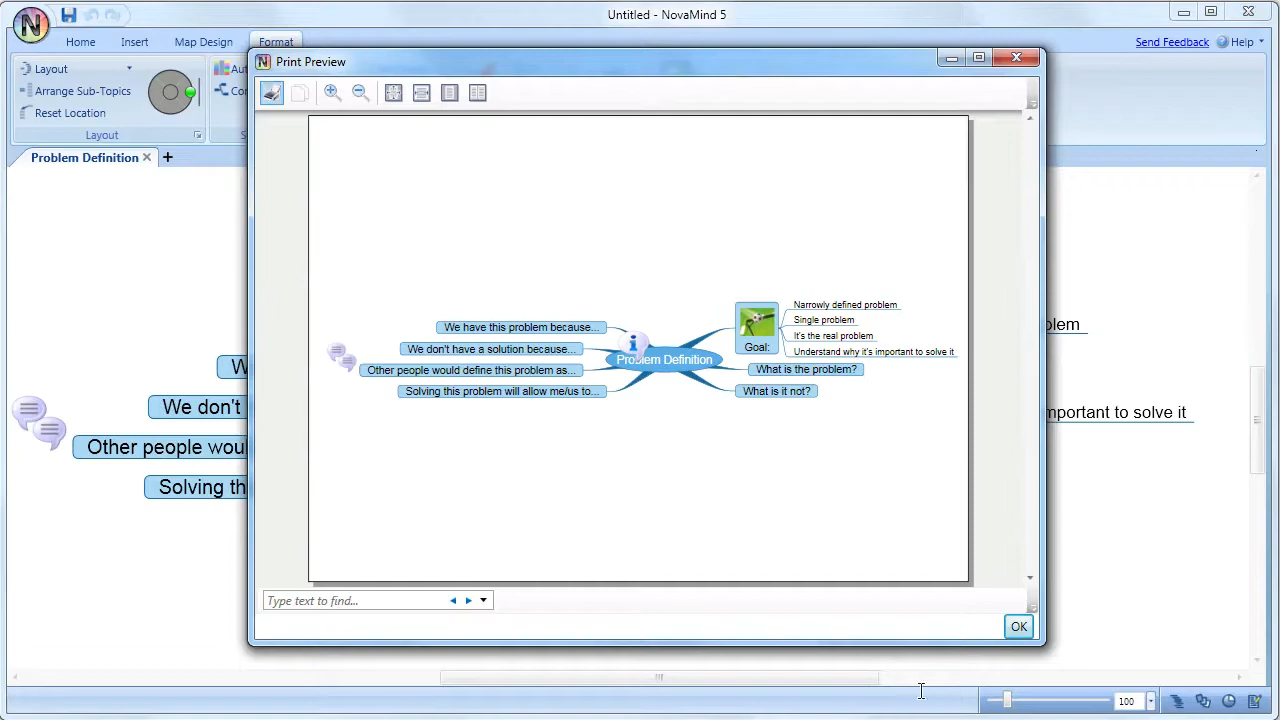 Untitled - NovaMind 5
Home
Insert
Map Design
Format
Send Feedback
Help
Layout
Arrange Sub-Topics
Reset Location
Layout
Problem Definition
Print Preview
We have this problem because...
We don't have a solution because...
Other people would define this problem as...
Solving this problem will allow me/us to...
Problem Definition
Goal:
Narrowly defined problem
Single problem
It's the real problem
Understand why it's important to solve it
What is the problem?
What is it not?
We don't
Other people
Solving
important to solve it
Type text to find...
OK
100